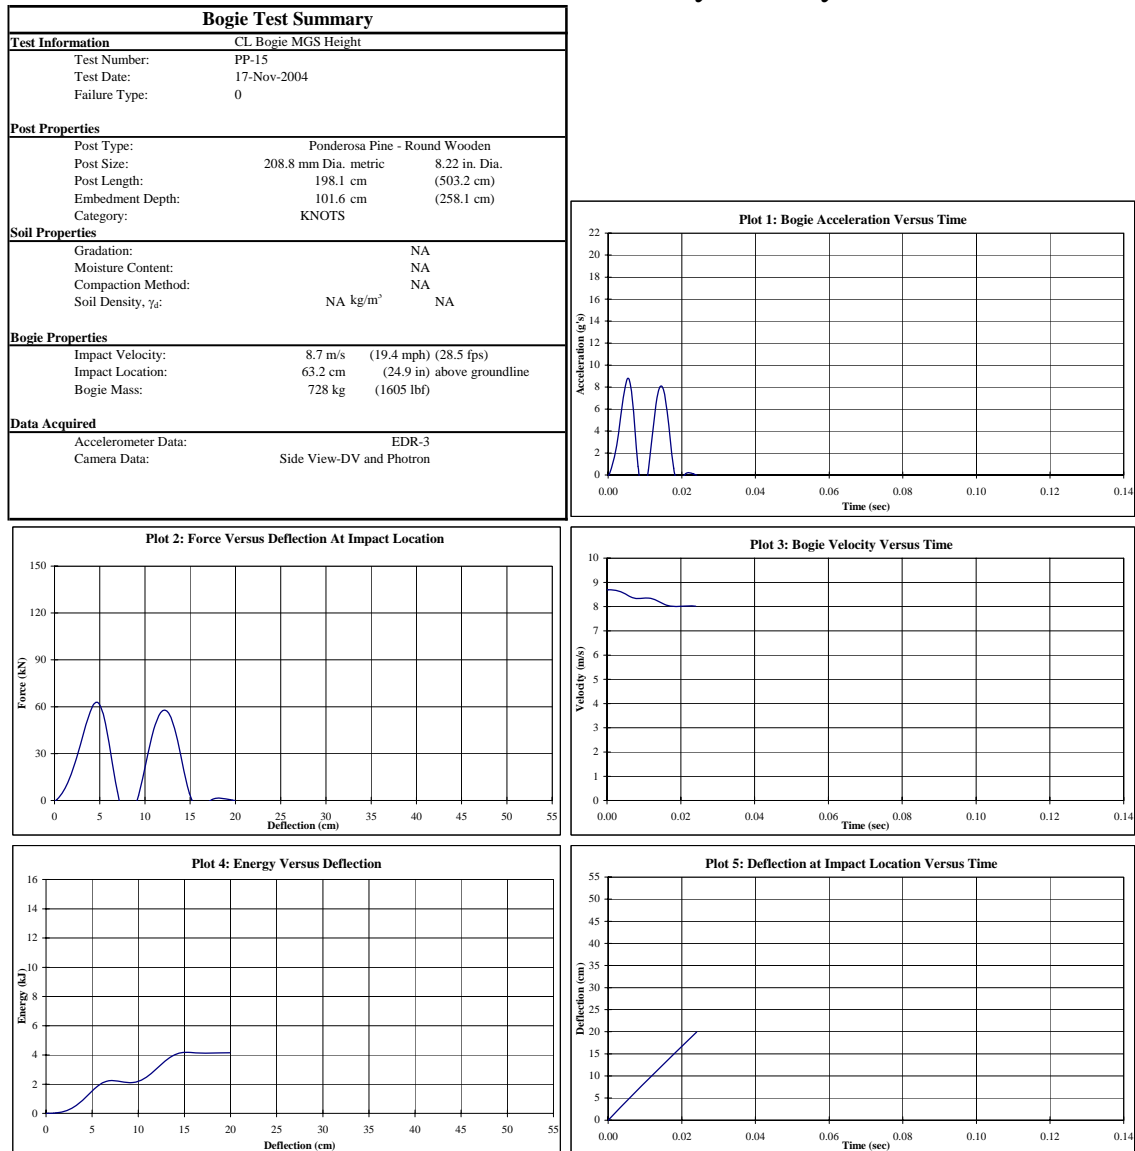 Bogie Test Summary
Test Information CL Bogie MGS Height
Test Number: PP-15
Test Date: 17-Nov-2004
Failure Type: 0
Post Properties
Post Type: Ponderosa Pine - Round Wooden
Post Size: 208.8 mm Dia. metric 8.22 in. Dia.
Post Length: 198.1 cm (503.2 cm)
Embedment Depth: 101.6 cm (258.1 cm)
Category: KNOTS
Soil Properties
Gradation: NA
Moisture Content: NA
Compaction Method: NA
Soil Density, γd: NA kg/m³ NA
Bogie Properties
Impact Velocity: 8.7 m/s (19.4 mph) (28.5 fps)
Impact Location: 63.2 cm (24.9 in) above groundline
Bogie Mass: 728 kg (1605 lbf)
Data Acquired
Accelerometer Data: EDR-3
Camera Data: Side View-DV and Photron
Plot 1: Bogie Acceleration Versus Time
Acceleration (g's)
22
20
18
16
14
12
10
8
6
4
2
0
0.00 0.02 0.04 0.06 0.08 0.10 0.12 0.14
Time (sec)
Plot 2: Force Versus Deflection At Impact Location
Force (kN)
150
120
90
60
30
0
0 5 10 15 20 25 30 35 40 45 50 55
Deflection (cm)
Plot 3: Bogie Velocity Versus Time
Velocity (m/s)
10
9
8
7
6
5
4
3
2
1
0
0.00 0.02 0.04 0.06 0.08 0.10 0.12 0.14
Time (sec)
Plot 4: Energy Versus Deflection
Energy (kJ)
16
14
12
10
8
6
4
2
0
0 5 10 15 20 25 30 35 40 45 50 55
Deflection (cm)
Plot 5: Deflection at Impact Location Versus Time
Deflection (cm)
55
50
45
40
35
30
25
20
15
10
5
0
0.00 0.02 0.04 0.06 0.08 0.10 0.12 0.14
Time (sec)